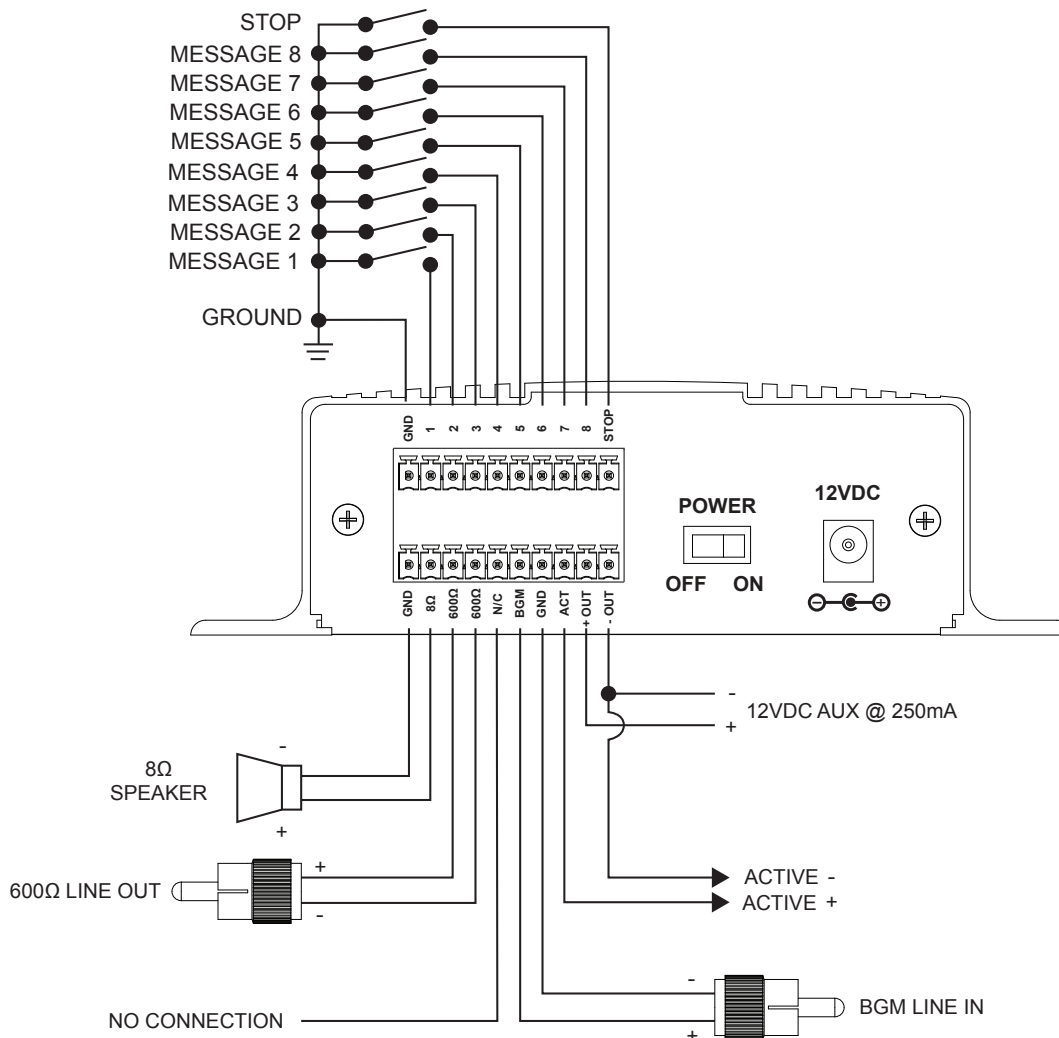 STOP
MESSAGE 8
MESSAGE 7
MESSAGE 6
MESSAGE 5
MESSAGE 4
MESSAGE 3
MESSAGE 2
MESSAGE 1
GROUND
GND 1 2 3 4 5 6 7 8 STOP
POWER
OFF ON
12VDC
- +
GND 8Ω 600Ω 600Ω N/C BGM GND ACT + OUT - OUT
-
12VDC AUX @ 250mA
+
-
8Ω
SPEAKER
+
+
600Ω LINE OUT
-
ACTIVE -
ACTIVE +
NO CONNECTION
-
BGM LINE IN
+